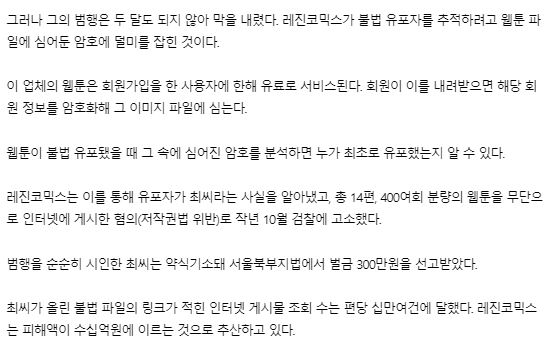 그러나 그의 범행은 두 달도 되지 않아 막을 내렸다. 레진코믹스가 불법 유포자를 추적하려고 웹툰 파
일에 심어둔 암호에 덜미를 잡힌 것이다.
이 업체의 웹툰은 회원가입을 한 사용자에 한해 유료로 서비스된다. 회원이 이를 내려받으면 해당 회
원 정보를 암호화해 그 이미지 파일에 심는다.
웹툰이 불법 유포됐을 때 그 속에 심어진 암호를 분석하면 누가 최초로 유포했는지 알 수 있다.
레진코믹스는 이를 통해 유포자가 최씨라는 사실을 알아냈고, 총 14편, 400여회 분량의 웹툰을 무단으
로 인터넷에 게시한 혐의(저작권법 위반)로 작년 10월 검찰에 고소했다.
범행을 순순히 시인한 최씨는 약식기소돼 서울북부지법에서 벌금 300만원을 선고받았다.
최씨가 올린 불법 파일의 링크가 적힌 인터넷 게시물 조회 수는 편당 십만여건에 달했다. 레진코믹스
는 피해액이 수십억원에 이르는 것으로 추산하고 있다.